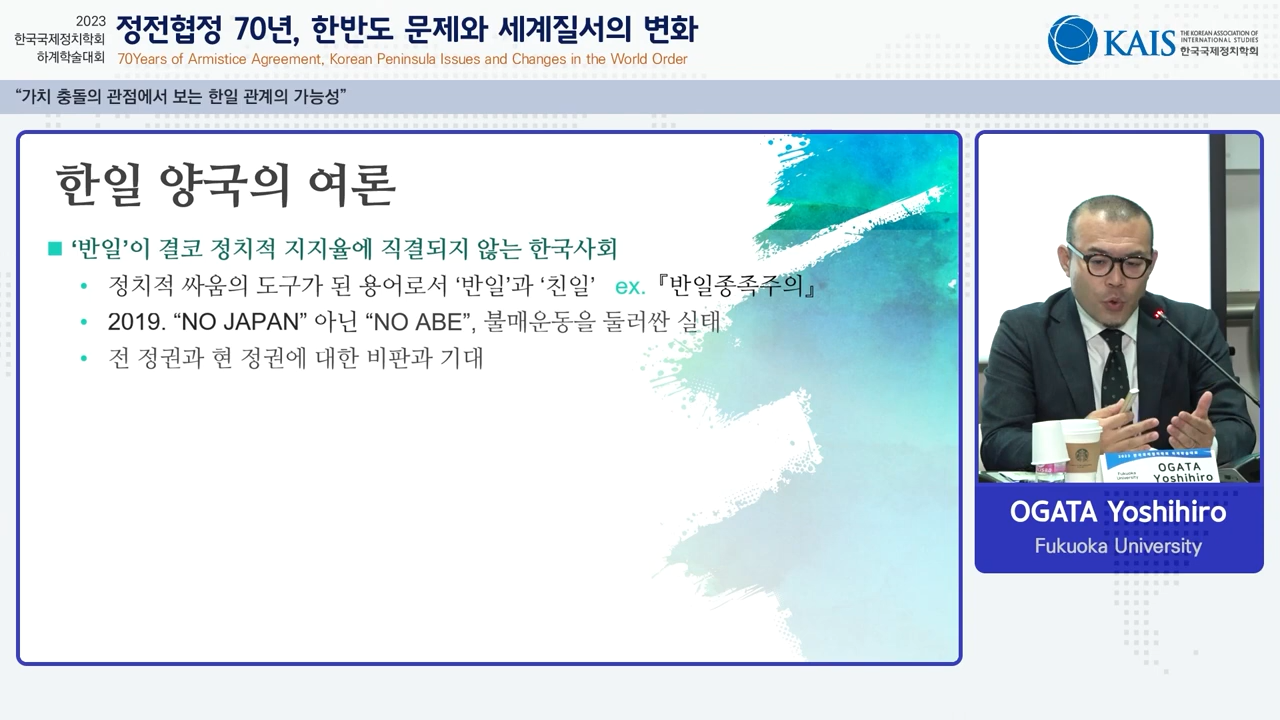 2023
한국국제정치학회
하계학술대회
정전협정 70년, 한반도 문제와 세계질서의 변화
70Years of Armistice Agreement, Korean Peninsula Issues and Changes in the World Order
KAIS
THE KOREAN ASSOCIATION OF
INTERNATIONAL STUDIES
한국국제정치학회
“가치 충돌의 관점에서 보는 한일 관계의 가능성”
한일 양국의 여론
■ ‘반일’이 결코 정치적 지지율에 직결되지 않는 한국사회
• 정치적 싸움의 도구가 된 용어로서 ‘반일’과 ‘친일’ ex.『반일종족주의』
• 2019. “NO JAPAN” 아닌 “NO ABE”, 불매운동을 둘러싼 실태
• 전 정권과 현 정권에 대한 비판과 기대
Fukuoka
University
OGATA
Yoshihiro
OGATA Yoshihiro
Fukuoka University